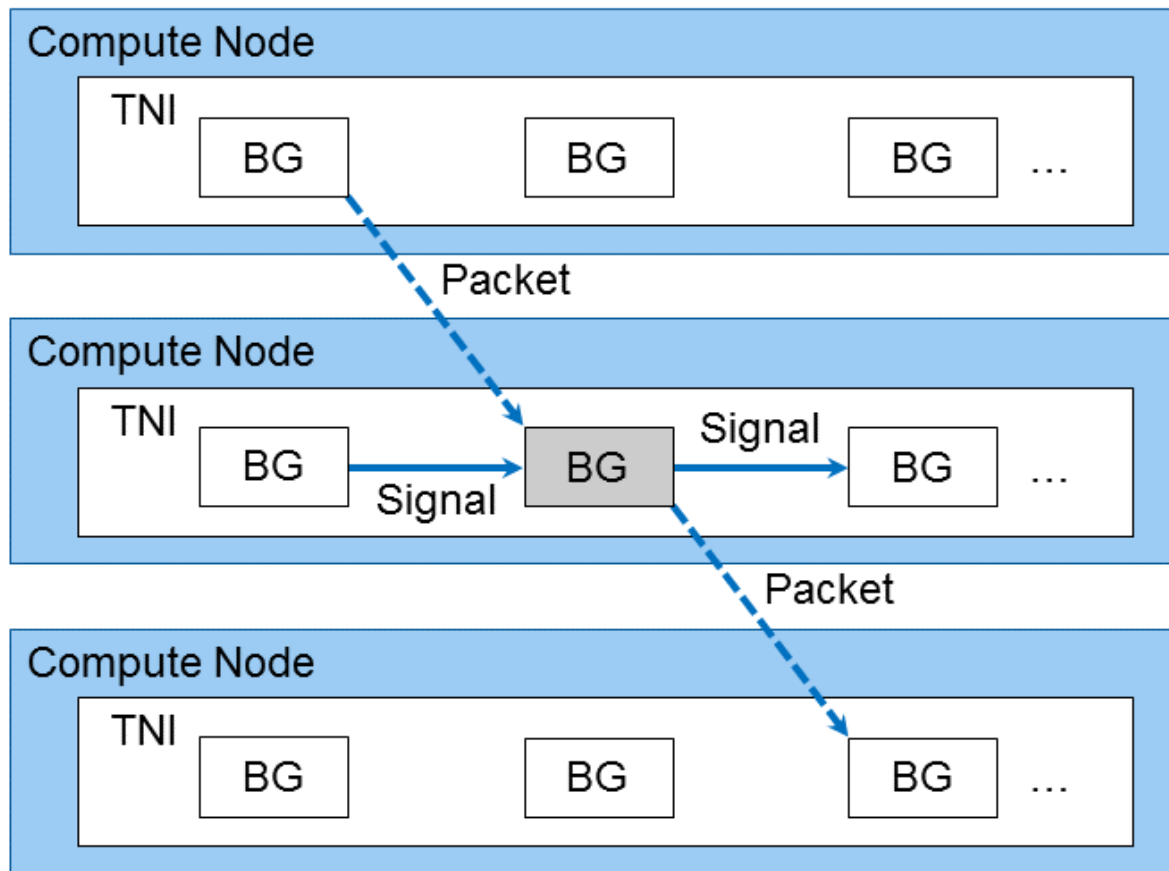 Compute Node
TNI
BG
BG
BG
...
Packet
Compute Node
TNI
BG
Signal
BG
Signal
BG
...
Packet
Compute Node
TNI
BG
BG
BG
...